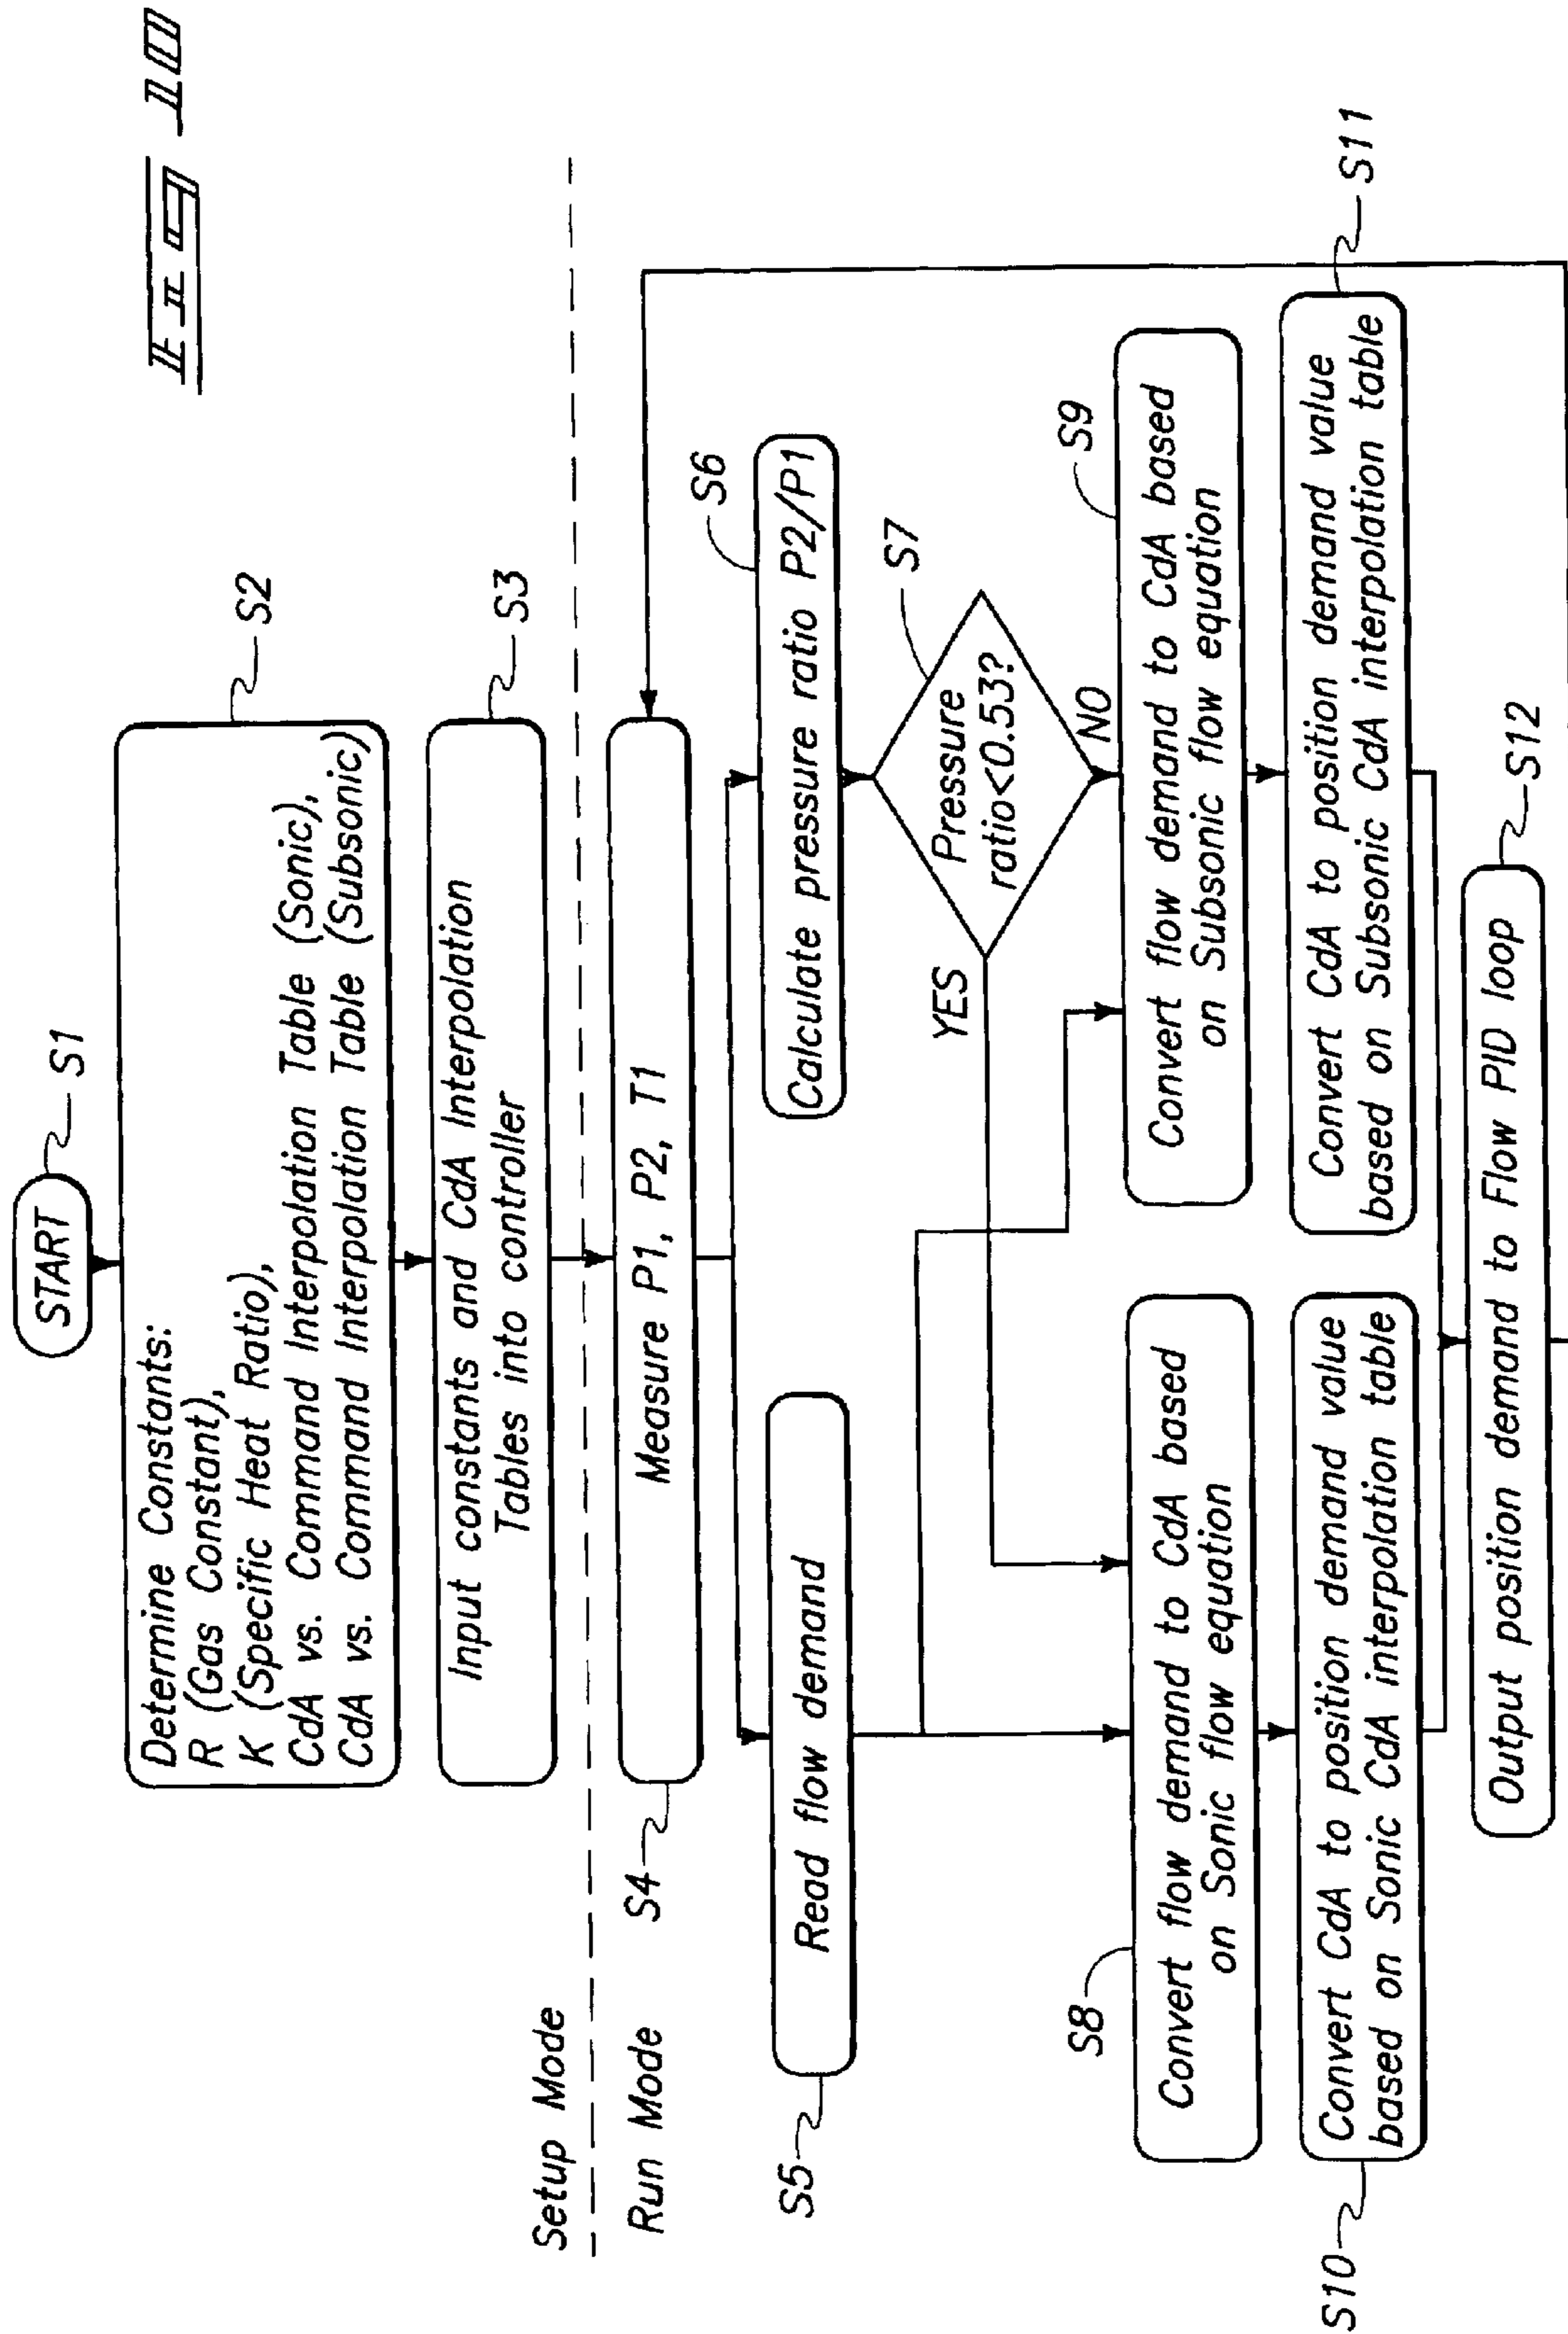 Fig 10
START
S1
Determine Constants:
R (Gas Constant),
K (Specific Heat Ratio),
CdA vs. Command Interpolation Table (Sonic),
CdA vs. Command Interpolation Table (Subsonic)
S2
Input constants and CdA Interpolation
Tables into controller
S3
Setup Mode
Run Mode
S4
Measure P1, P2, T1
S5
Read flow demand
Calculate pressure ratio P2/P1
S6
Pressure
ratio<0.53?
S7
YES
NO
S8
Convert flow demand to CdA based
on Sonic flow equation
Convert flow demand to CdA based
on Subsonic flow equation
S9
S10
Convert CdA to position demand value
based on Sonic CdA interpolation table
Convert CdA to position demand value
based on Subsonic CdA interpolation table
S11
Output position demand to Flow PID loop
S12